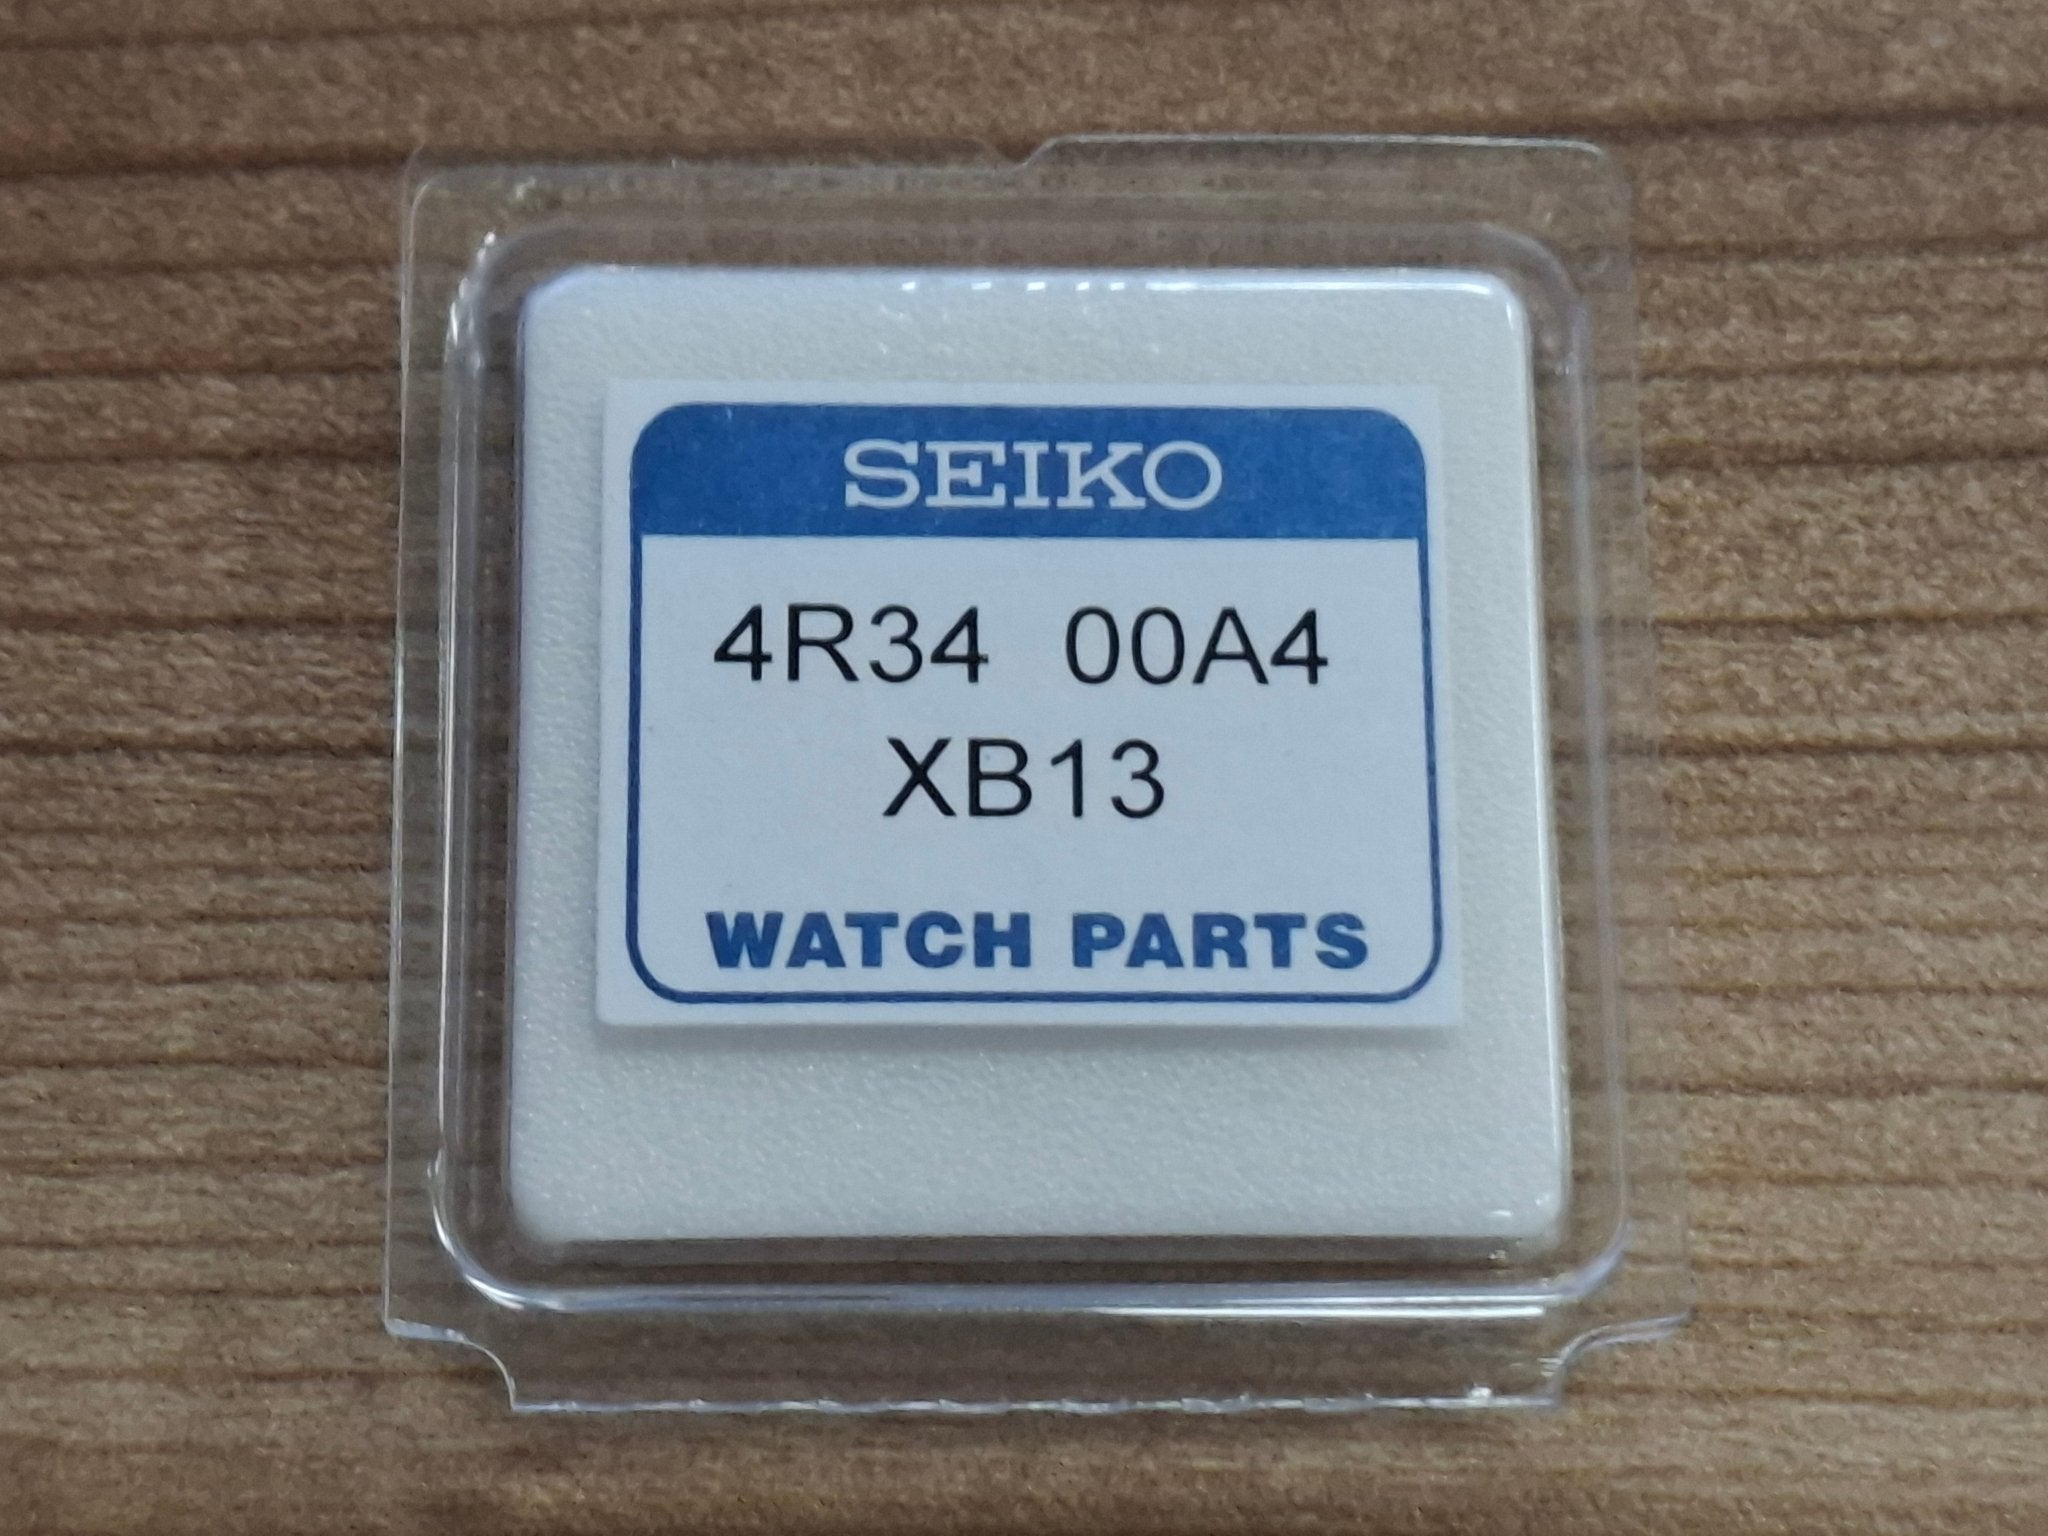 SEIKO
4R34 00A4
XB13
WATCH PARTS